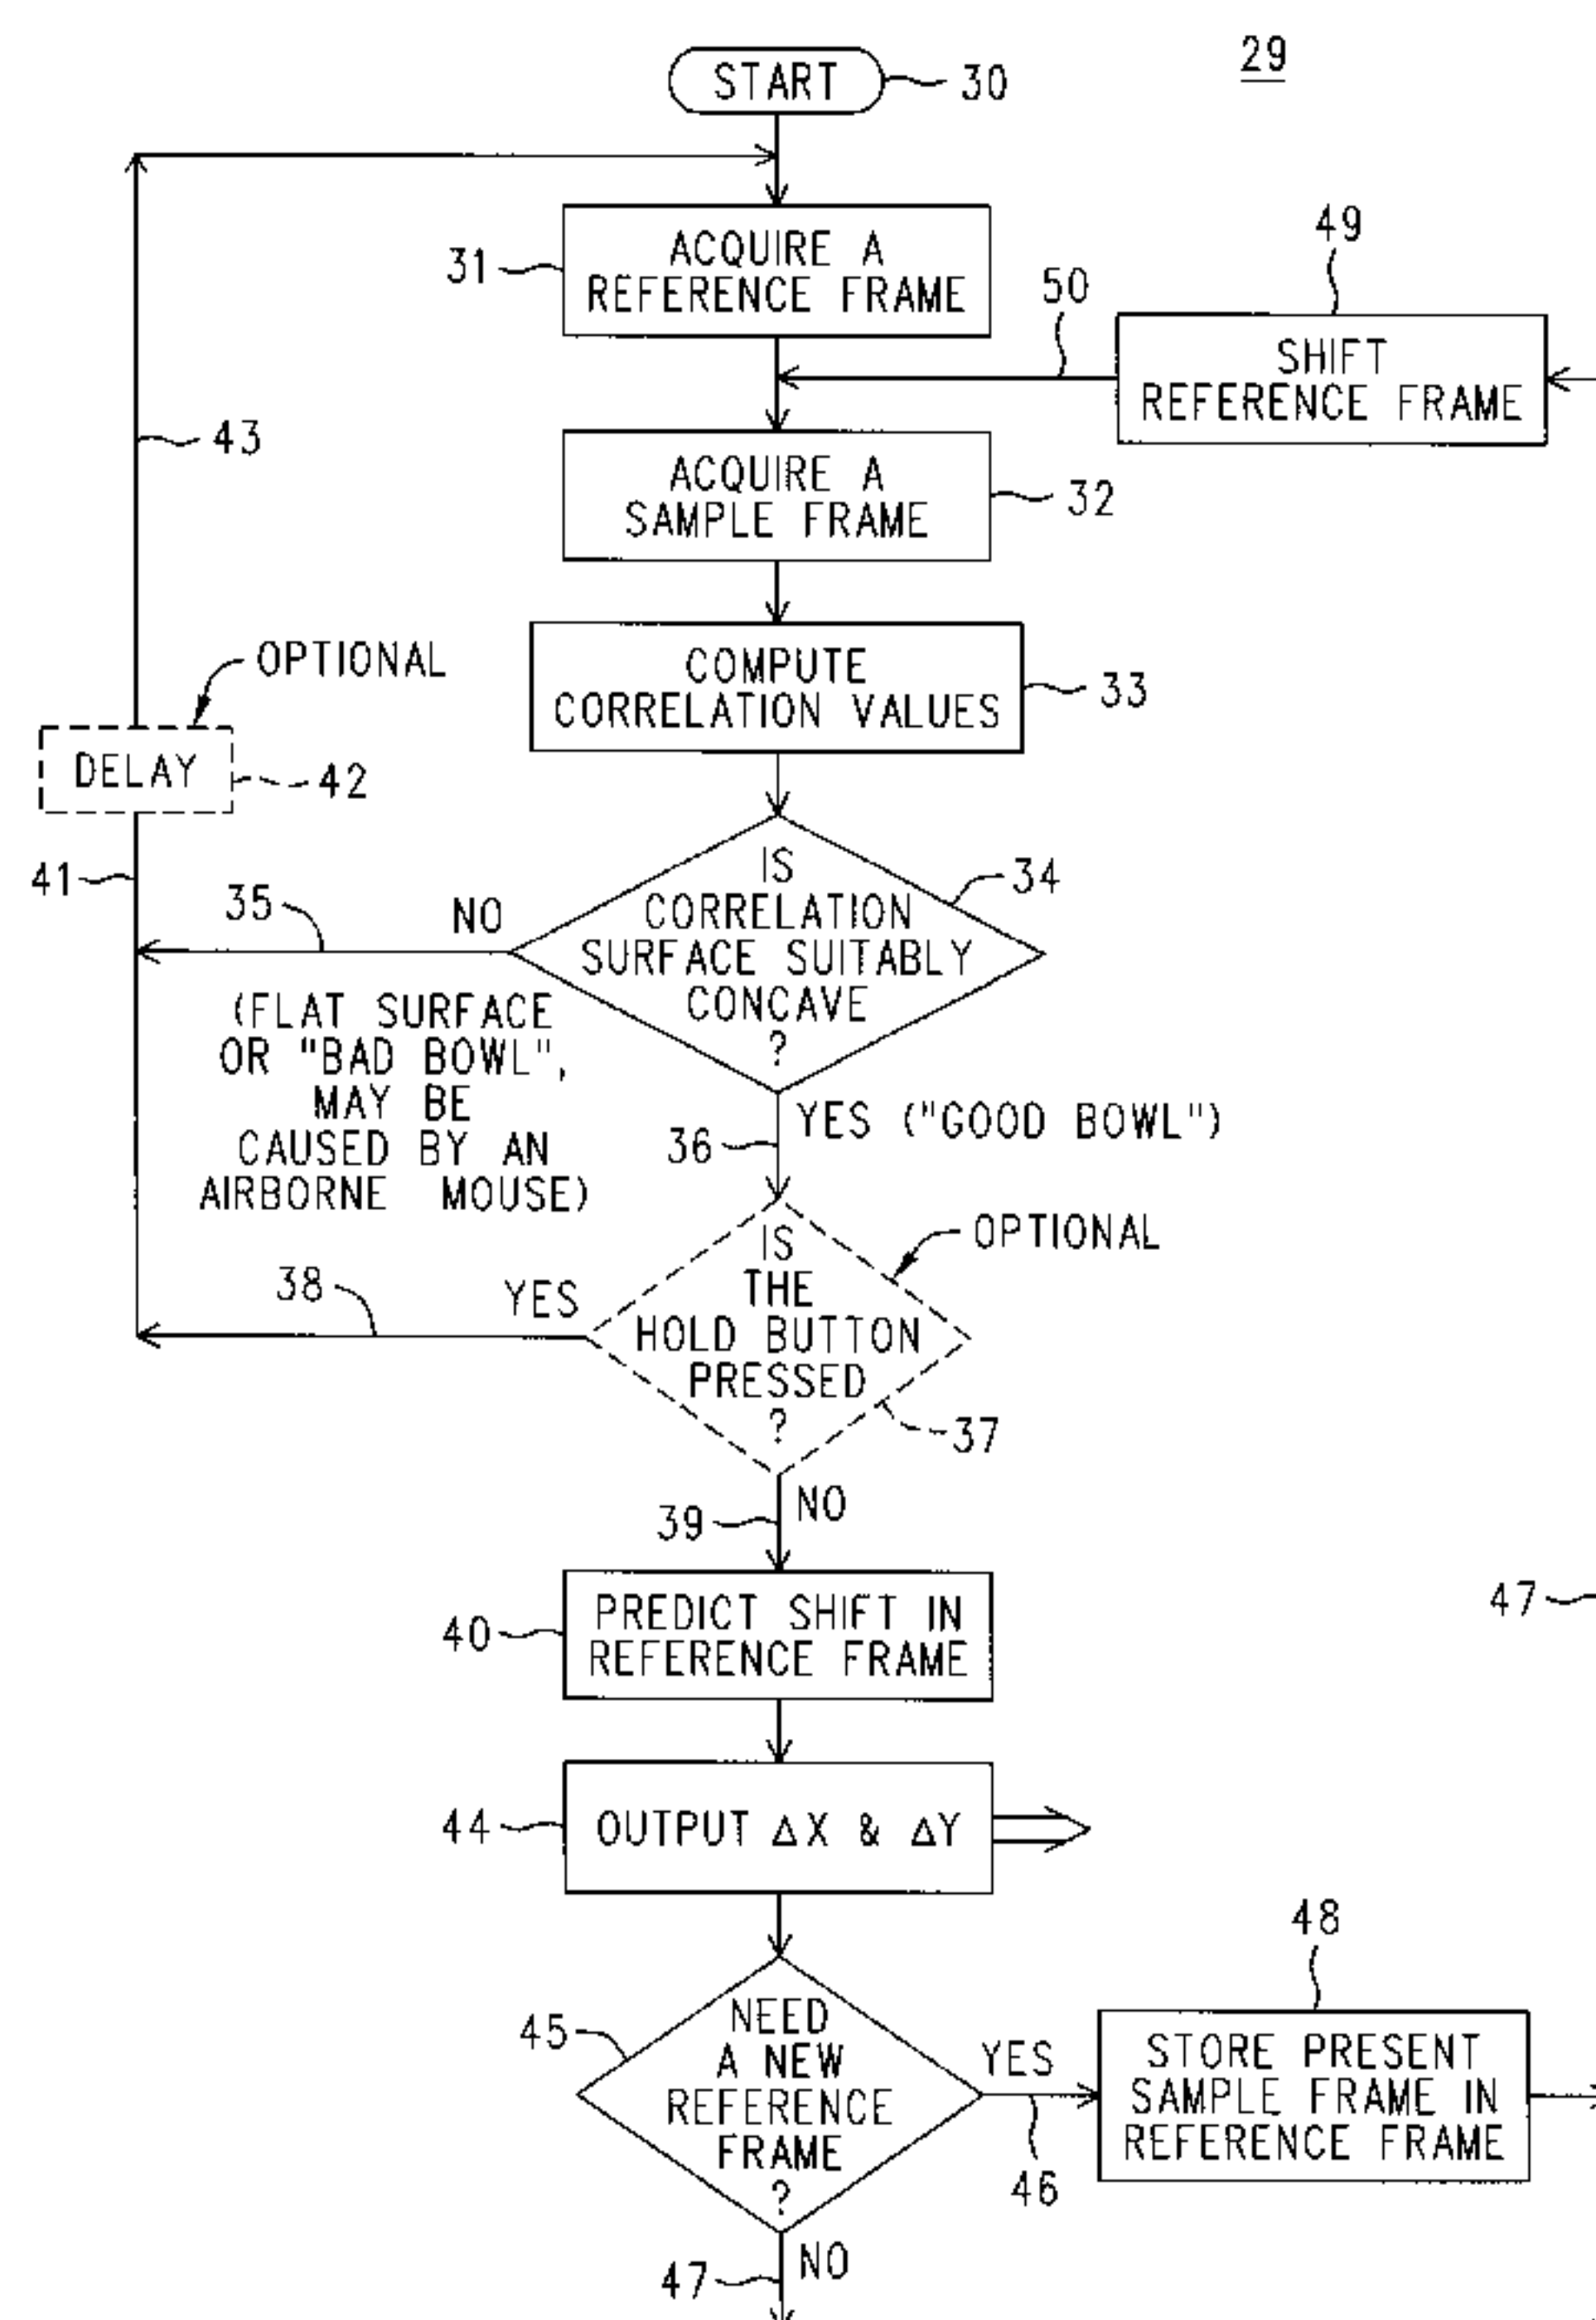 29
START
30
31
ACQUIRE A
REFERENCE FRAME
50
49
SHIFT
REFERENCE FRAME
43
ACQUIRE A
SAMPLE FRAME
32
OPTIONAL
COMPUTE
CORRELATION VALUES
33
DELAY
42
41
35
NO
IS
CORRELATION
SURFACE SUITABLY
CONCAVE
?
34
(FLAT SURFACE
OR "BAD BOWL",
MAY BE
CAUSED BY AN
AIRBORNE MOUSE)
36
YES ("GOOD BOWL")
OPTIONAL
38
YES
IS
THE
HOLD BUTTON
PRESSED
?
37
39
NO
40
PREDICT SHIFT IN
REFERENCE FRAME
47
44
OUTPUT ΔX & ΔY
45
NEED
A NEW
REFERENCE
FRAME
?
YES
46
48
STORE PRESENT
SAMPLE FRAME IN
REFERENCE FRAME
47
NO